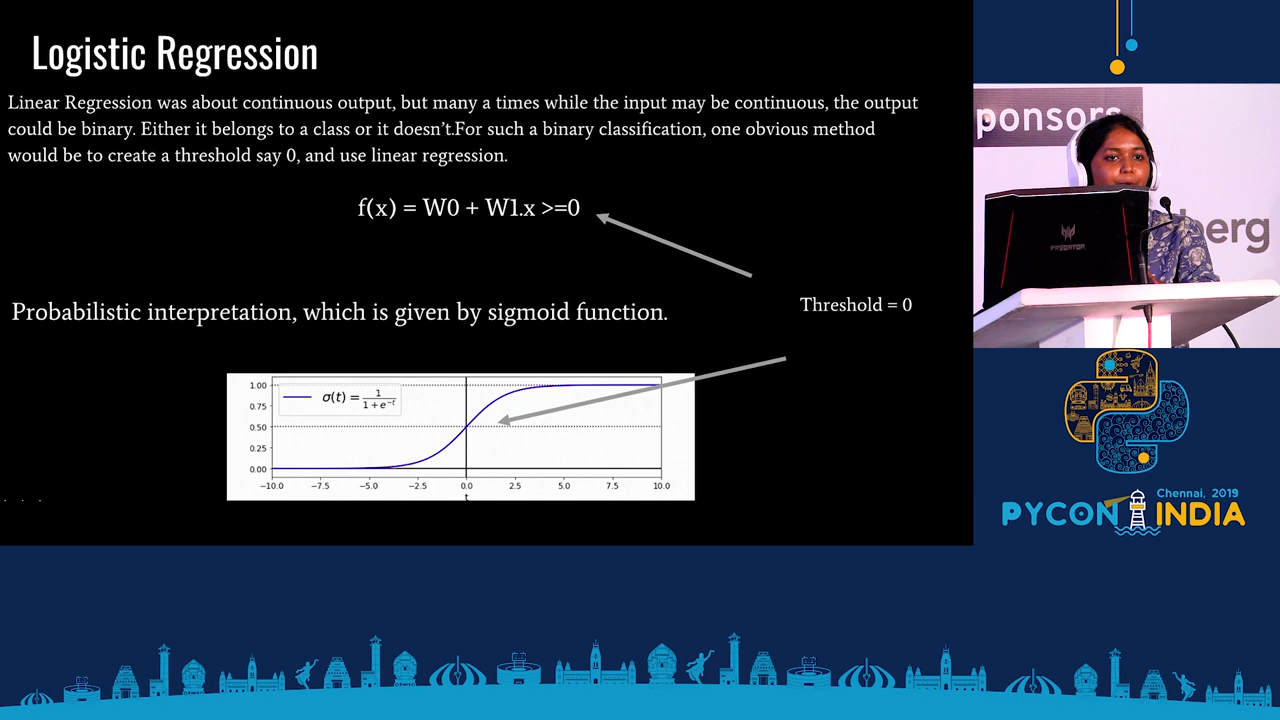 Logistic Regression
Linear Regression was about continuous output, but many a times while the input may be continuous, the output
could be binary. Either it belongs to a class or it doesn't.For such a binary classification, one obvious method
would be to create a threshold say 0, and use linear regression.
f(x) = W0 + W1.x >=0
Threshold = 0
Probabilistic interpretation, which is given by sigmoid function.
1.00
0.75
0.50
0.25
0.00
σ(t) = 1/(1+e^-t)
−10.0 −7.5 −5.0 −2.5 0.0 2.5 5.0 7.5 10.0
t
ponsors
erg
PREDATOR
Chennai, 2019
PYCON INDIA